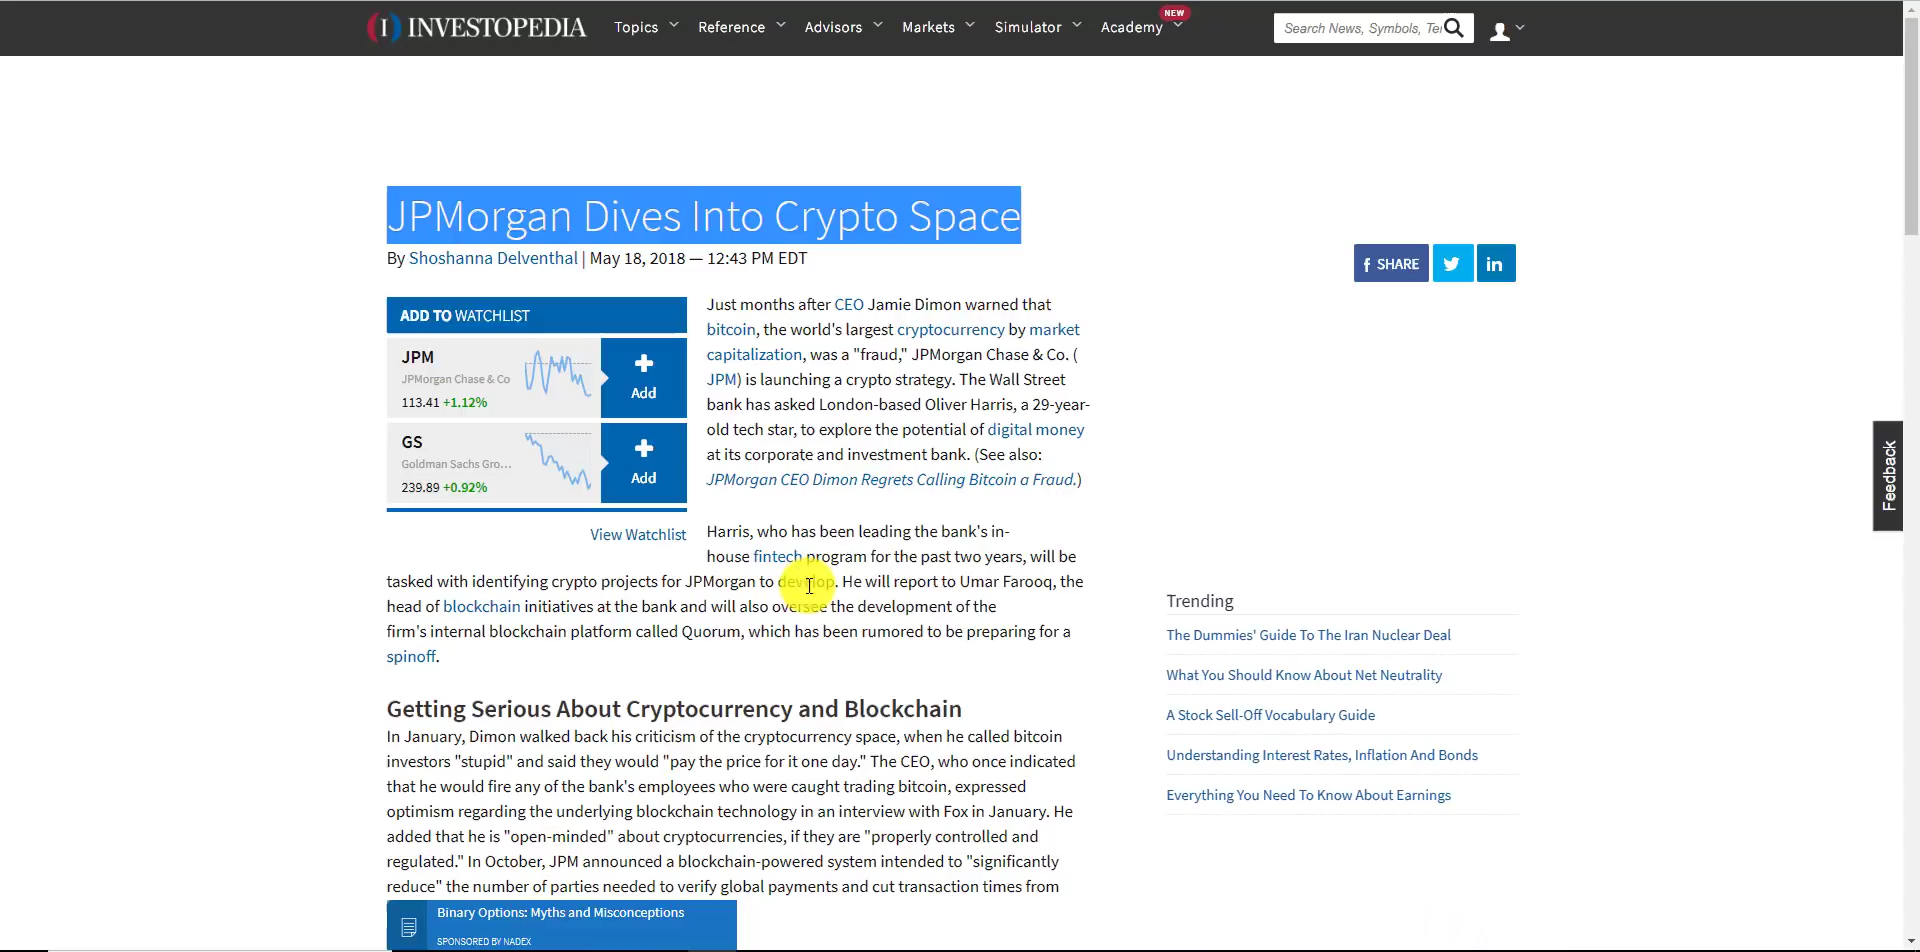 INVESTOPEDIA
Topics Reference Advisors Markets Simulator Academy NEW
Search News, Symbols, Te
JPMorgan Dives Into Crypto Space
By Shoshanna Delventhal | May 18, 2018 — 12:43 PM EDT
f SHARE
in
ADD TO WATCHLIST
JPM
JPMorgan Chase & Co
113.41 +1.12%
Add
GS
Goldman Sachs Gro...
239.89 +0.92%
Add
View Watchlist
Just months after CEO Jamie Dimon warned that
bitcoin, the world's largest cryptocurrency by market
capitalization, was a "fraud," JPMorgan Chase & Co. (
JPM) is launching a crypto strategy. The Wall Street
bank has asked London-based Oliver Harris, a 29-year-
old tech star, to explore the potential of digital money
at its corporate and investment bank. (See also:
JPMorgan CEO Dimon Regrets Calling Bitcoin a Fraud.)
Harris, who has been leading the bank's in-
house fintech program for the past two years, will be
tasked with identifying crypto projects for JPMorgan to develop. He will report to Umar Farooq, the
head of blockchain initiatives at the bank and will also oversee the development of the
firm's internal blockchain platform called Quorum, which has been rumored to be preparing for a
spinoff.
Getting Serious About Cryptocurrency and Blockchain
In January, Dimon walked back his criticism of the cryptocurrency space, when he called bitcoin
investors "stupid" and said they would "pay the price for it one day." The CEO, who once indicated
that he would fire any of the bank's employees who were caught trading bitcoin, expressed
optimism regarding the underlying blockchain technology in an interview with Fox in January. He
added that he is "open-minded" about cryptocurrencies, if they are "properly controlled and
regulated." In October, JPM announced a blockchain-powered system intended to "significantly
reduce" the number of parties needed to verify global payments and cut transaction times from
Binary Options: Myths and Misconceptions
SPONSORED BY NADEX
Trending
The Dummies' Guide To The Iran Nuclear Deal
What You Should Know About Net Neutrality
A Stock Sell-Off Vocabulary Guide
Understanding Interest Rates, Inflation And Bonds
Everything You Need To Know About Earnings
Feedback